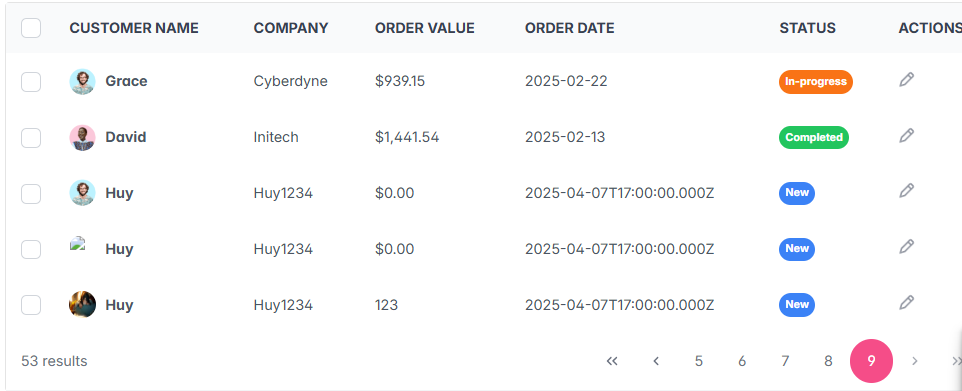 CUSTOMER NAME COMPANY ORDER VALUE ORDER DATE STATUS ACTIONS
Grace Cyberdyne $939.15 2025-02-22 In-progress
David Initech $1,441.54 2025-02-13 Completed
Huy Huy1234 $0.00 2025-04-07T17:00:00.000Z New
Huy Huy1234 $0.00 2025-04-07T17:00:00.000Z New
Huy Huy1234 123 2025-04-07T17:00:00.000Z New
53 results « ‹ 5 6 7 8 9 › »